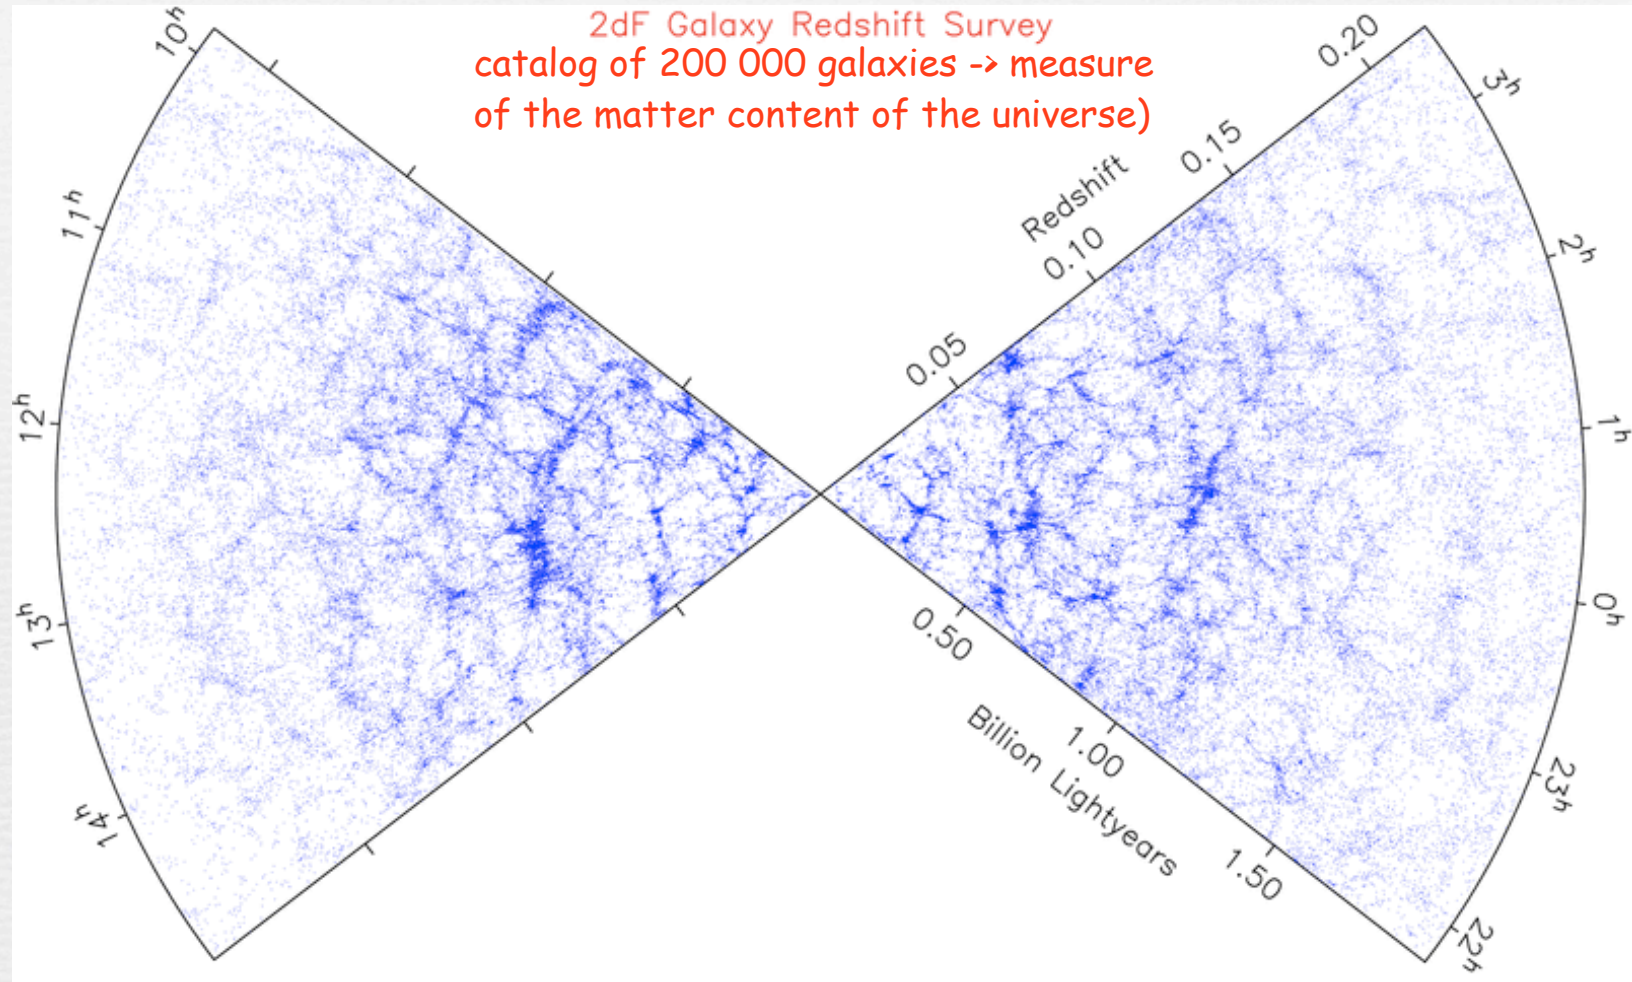 2dF Galaxy Redshift Survey
catalog of 200 000 galaxies -> measure
of the matter content of the universe)
10h
11h
12h
13h
14h
Redshift
0.05
0.10
0.15
0.20
3h
2h
1h
0h
23h
22h
0.50
1.00
1.50
Billion Lightyears